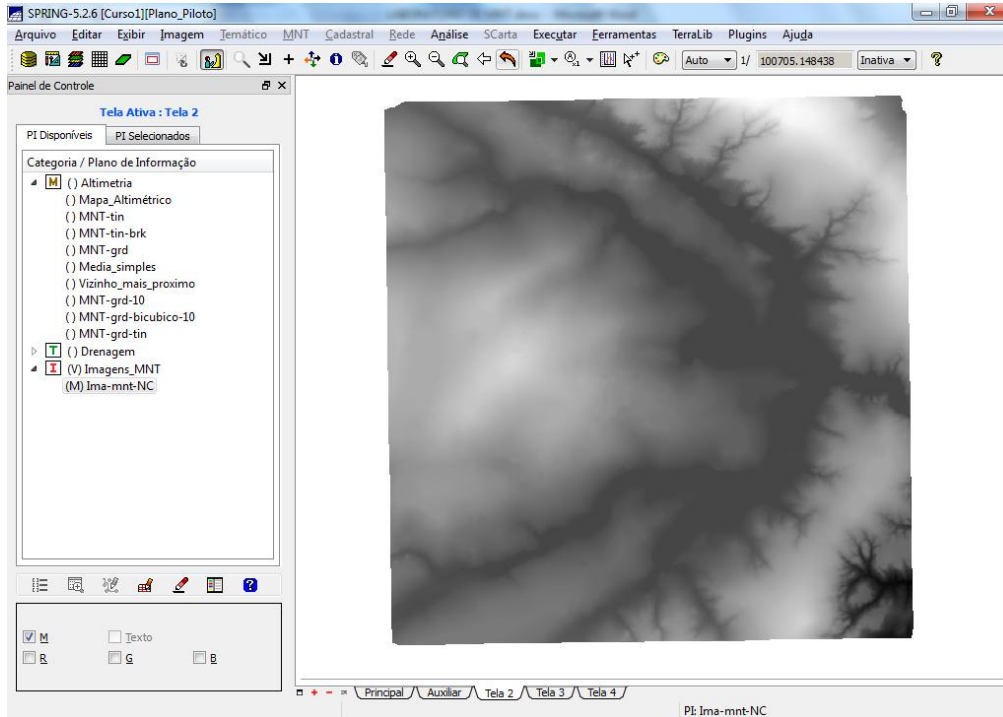 SPRING-5.2.6 [Curso1][Plano_Piloto]
Arquivo Editar Exibir Imagem Temático MNT Cadastral Rede Análise SCarta Executar Ferramentas TerraLib Plugins Ajuda
Auto 1/ 100705.148438 Inativa
Painel de Controle
Tela Ativa : Tela 2
PI Disponíveis PI Selecionados
Categoria / Plano de Informação
M () Altimetria
() Mapa_Altimétrico
() MNT-tin
() MNT-tin-brk
() MNT-grd
() Media_simples
() Vizinho_mais_proximo
() MNT-grd-10
() MNT-grd-bicubico-10
() MNT-grd-tin
T () Drenagem
I (V) Imagens_MNT
(M) Ima-mnt-NC
M Texto
R G B
Principal Auxiliar Tela 2 Tela 3 Tela 4
PI: Ima-mnt-NC